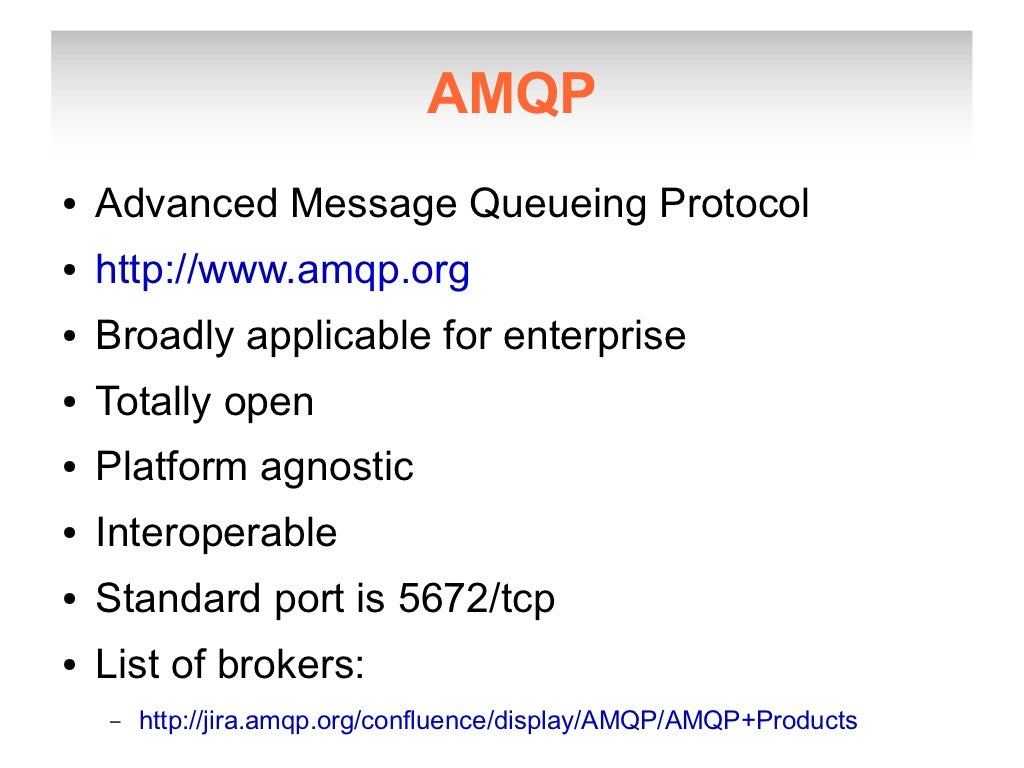 AMQP
● Advanced Message Queueing Protocol
● http://www.amqp.org
● Broadly applicable for enterprise
● Totally open
● Platform agnostic
● Interoperable
● Standard port is 5672/tcp
● List of brokers:
– http://jira.amqp.org/confluence/display/AMQP/AMQP+Products